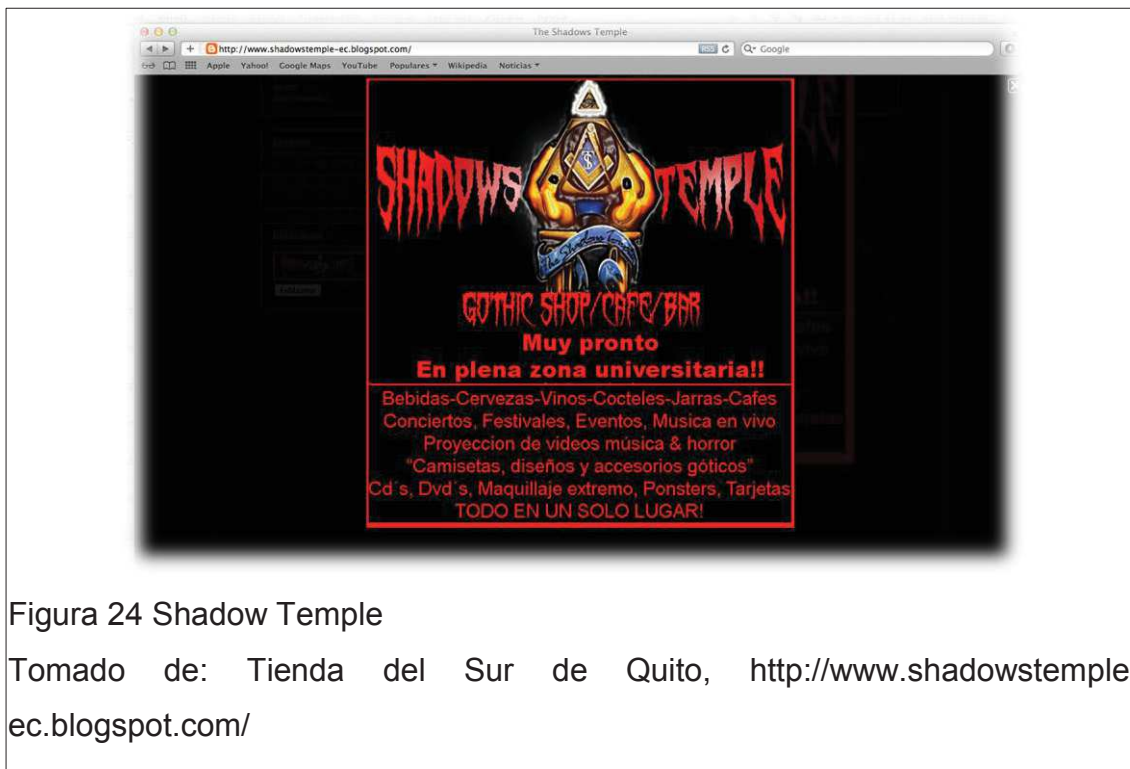 The Shadows Temple
http://www.shadowstemple-ec.blogspot.com/
RSS
Google
Apple Yahoo! Google Maps YouTube Populares Wikipedia Noticias
SHADOWS TEMPLE
The Shadows Temple
GOTHIC SHOP/CAFE/BAR
Muy pronto
En plena zona universitaria!!
Bebidas-Cervezas-Vinos-Cocteles-Jarras-Cafes
Conciertos, Festivales, Eventos, Musica en vivo
Proyeccion de videos música & horror
"Camisetas, diseños y accesorios góticos"
Cd´s, Dvd´s, Maquillaje extremo, Ponsters, Tarjetas
TODO EN UN SOLO LUGAR!
Figura 24 Shadow Temple
Tomado de: Tienda del Sur de Quito, http://www.shadowstemple
ec.blogspot.com/